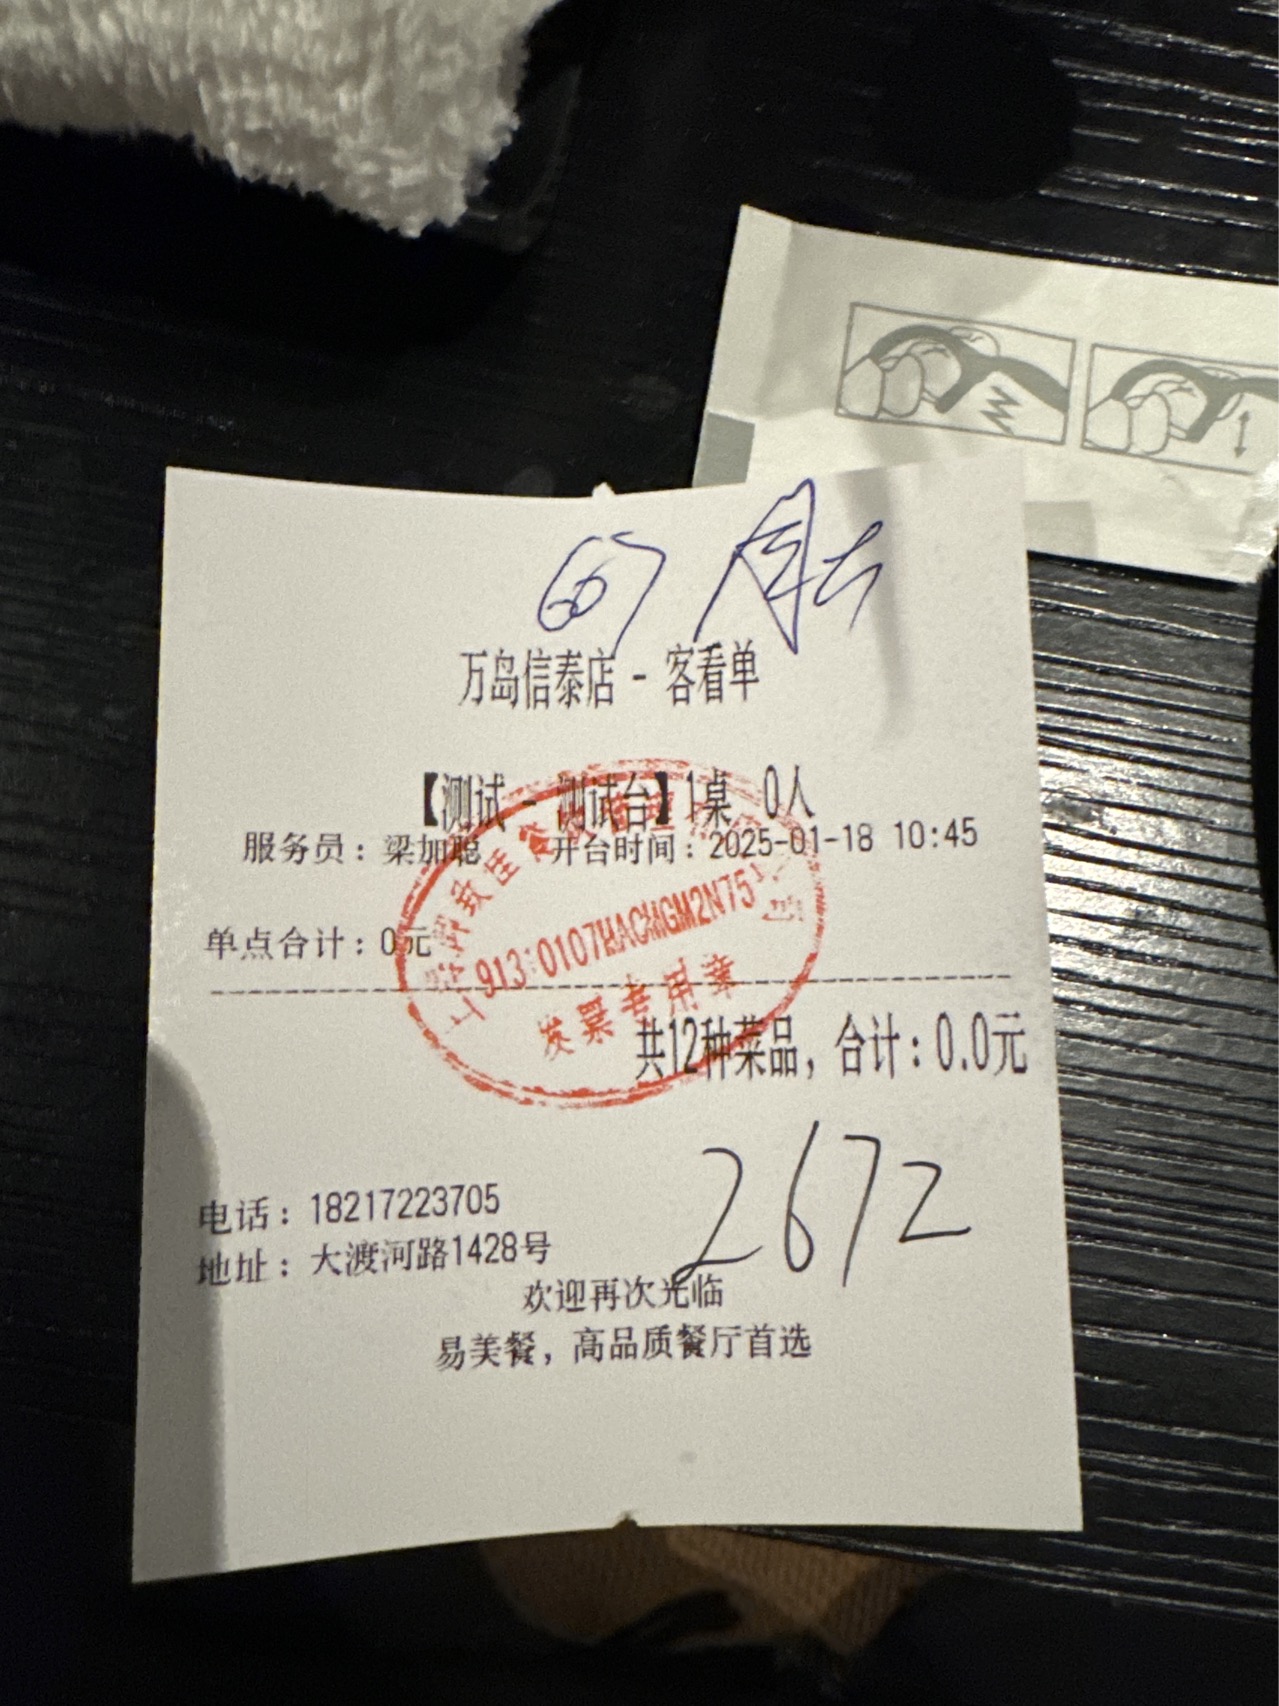 万岛信泰店 - 客看单
【测试 - 测试台】1桌 0人
服务员：梁加聪 开台时间：2025-01-18 10:45
单点合计：0元
发票专用章
共12种菜品，合计：0.0元
2672
电话：18217223705
地址：大渡河路1428号
欢迎再次光临
易美餐，高品质餐厅首选